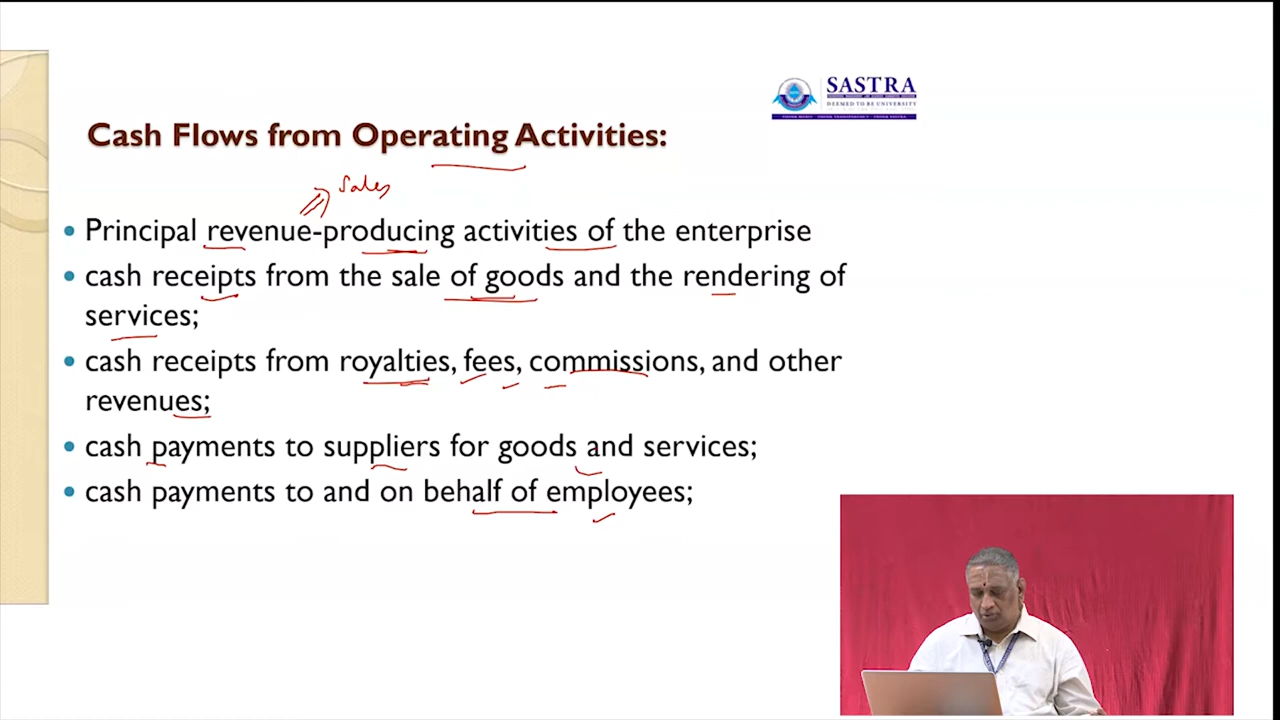 SASTRA
DEEMED TO BE UNIVERSITY
Cash Flows from Operating Activities:
Sales
• Principal revenue-producing activities of the enterprise
• cash receipts from the sale of goods and the rendering of
services;
• cash receipts from royalties, fees, commissions, and other
revenues;
• cash payments to suppliers for goods and services;
• cash payments to and on behalf of employees;